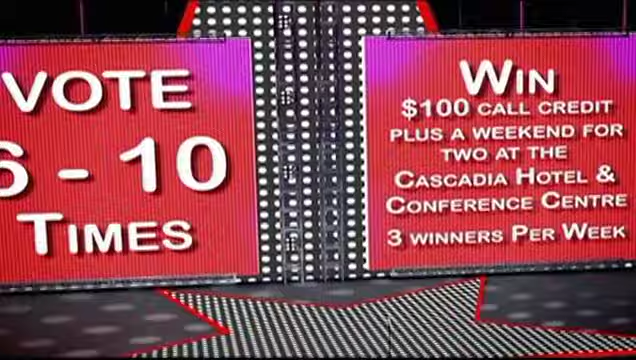 VOTE
6 - 10
TIMES
WIN
$100 CALL CREDIT
PLUS A WEEKEND FOR
TWO AT THE
CASCADIA HOTEL &
CONFERENCE CENTRE
3 WINNERS PER WEEK